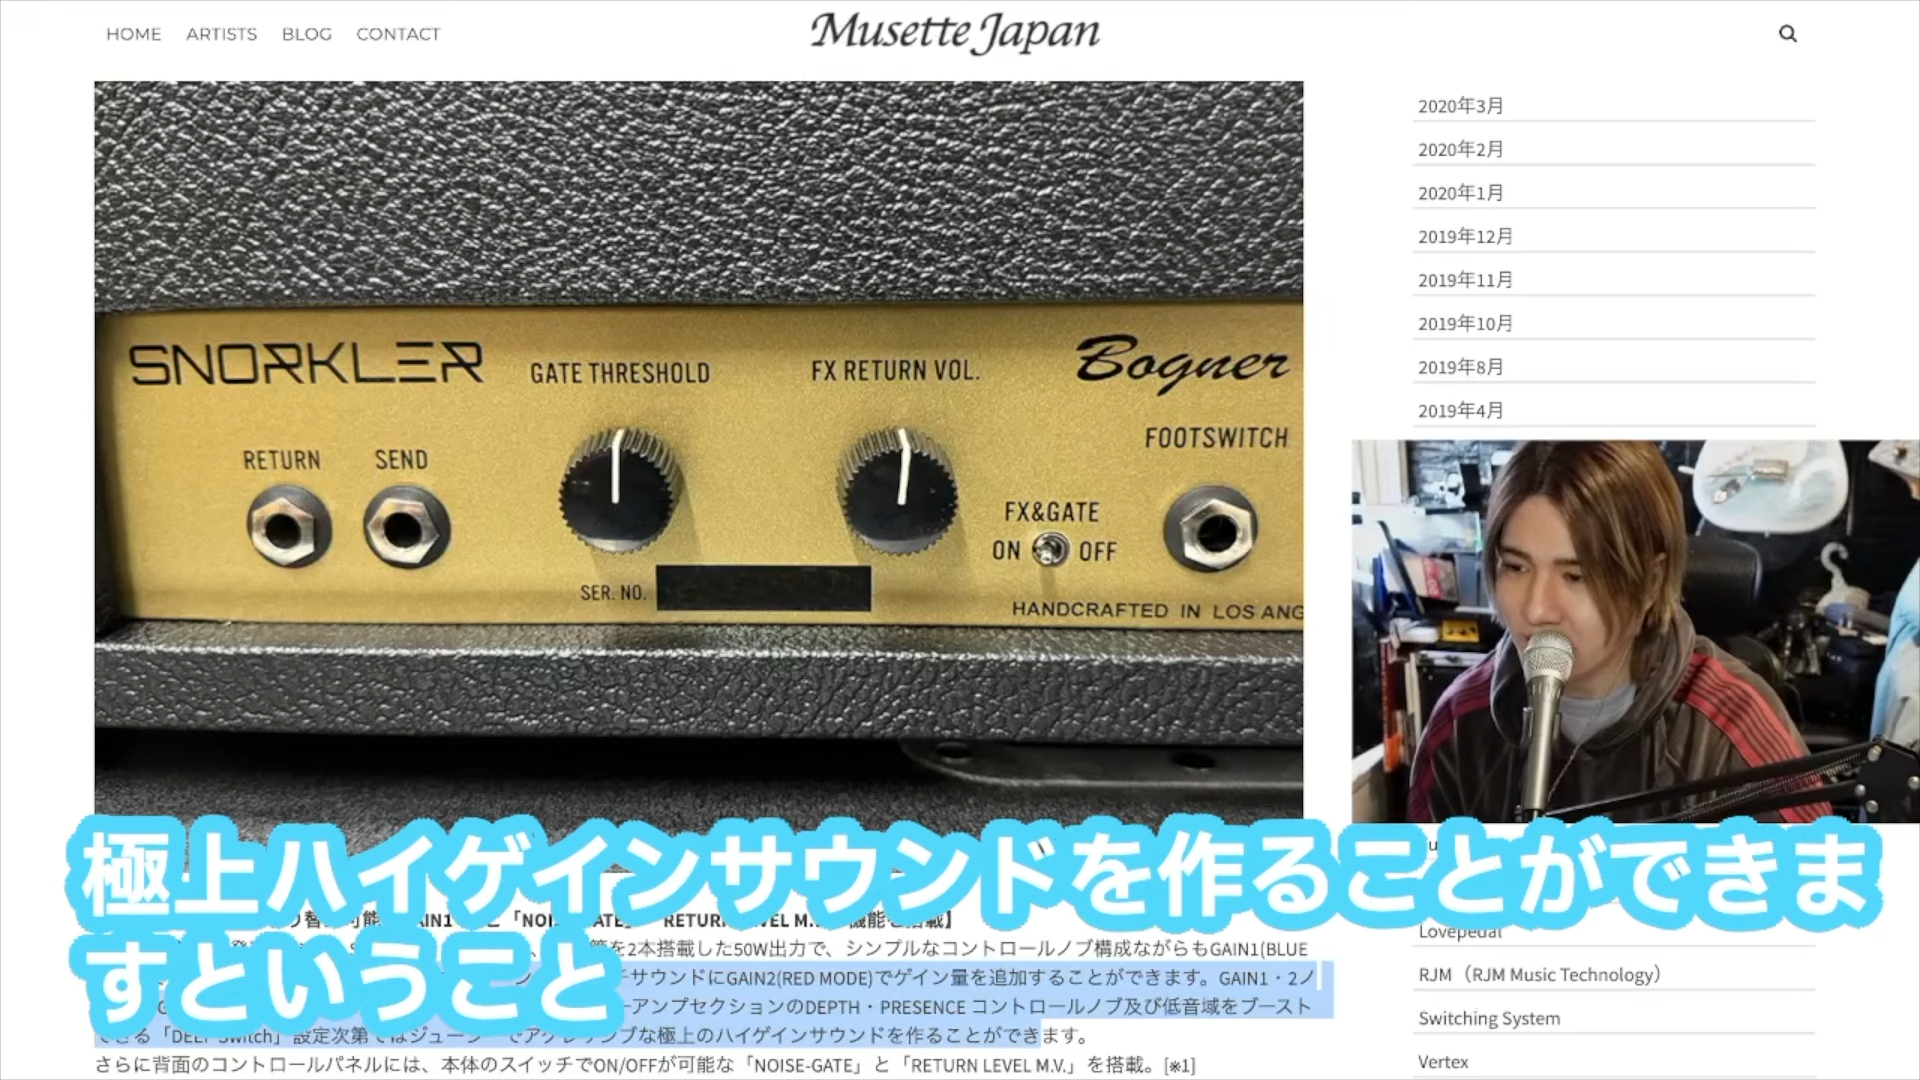 HOME ARTISTS BLOG CONTACT
Musette Japan
2020年3月
2020年2月
2020年1月
2019年12月
2019年11月
2019年10月
2019年8月
2019年4月
SNORKLER
GATE THRESHOLD
FX RETURN VOL.
Bogner
FOOTSWITCH
RETURN SEND
FX&GATE
ON OFF
SER. NO.
HANDCRAFTED IN LOS ANG
極上ハイゲインサウンドを作ることができま
すということ
を2本搭載した50W出力で、シンプルなコントロールノブ構成ながらもGAIN1(BLUE
サウンドにGAIN2(RED MODE)でゲイン量を追加することができます。GAIN1・2ノ
アンプセクションのDEPTH・PRESENCE コントロールノブ及び低音域をブースト
設定次第ではジューシーでアグレッシブな極上のハイゲインサウンドを作ることができます。
さらに背面のコントロールパネルには、本体のスイッチでON/OFFが可能な「NOISE-GATE」と「RETURN LEVEL M.V.」を搭載。[※1]
Lovepedal
RJM（RJM Music Technology）
Switching System
Vertex